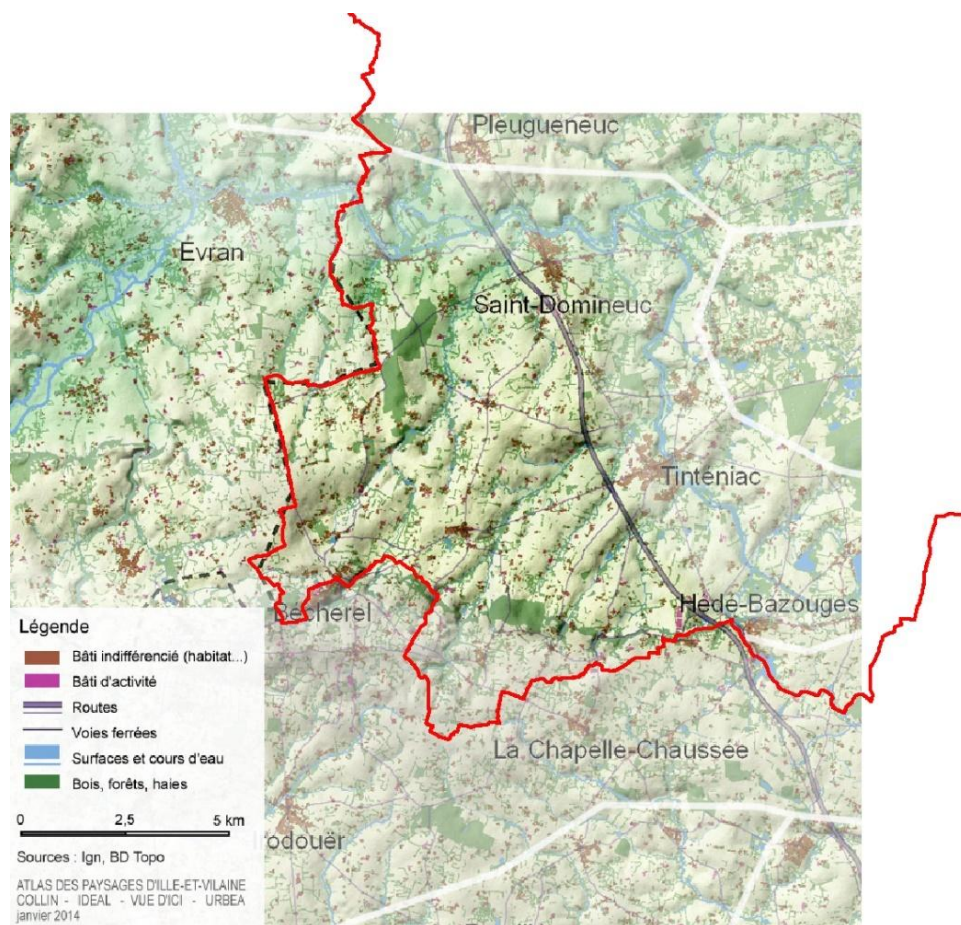 Pleugueneuc
Evran
Saint-Domineuc
Tinténiac
Hédé-Bazouges
Bécherel
La Chapelle-Chaussée
Légende
Bâti indifférencié (habitat...)
Bâti d'activité
Routes
Voies ferrées
Surfaces et cours d'eau
Bois, forêts, haies
0 2,5 5 km
Sources : Ign, BD Topo
ATLAS DES PAYSAGES D'ILLE-ET-VILAINE
COLLIN - IDEAL - VUE D'ICI - URBEA
janvier 2014